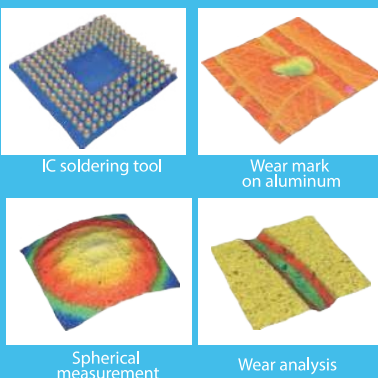 IC soldering tool
Wear mark
on aluminum
Spherical
measurement
Wear analysis